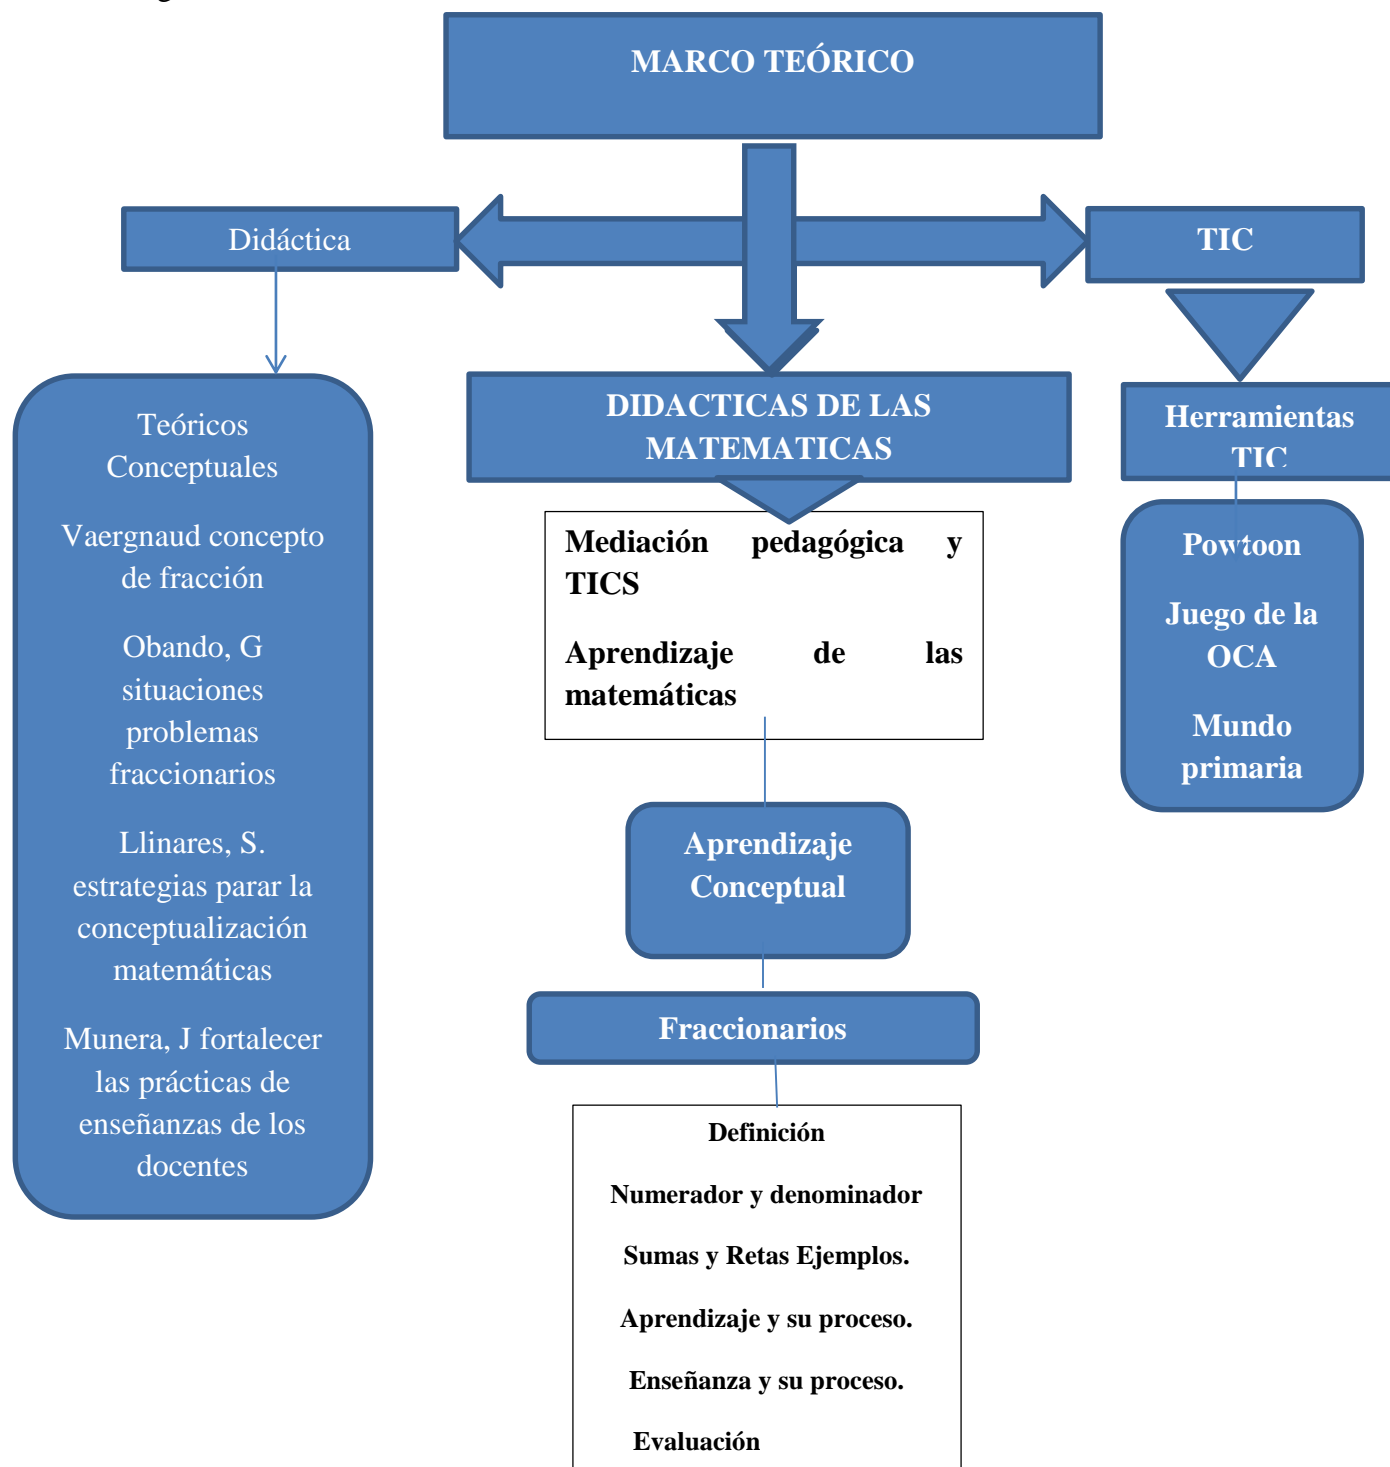 MARCO TEÓRICO
Didáctica
TIC
Teóricos
Conceptuales
Vaergnaud concepto
de fracción
Obando, G
situaciones
problemas
fraccionarios
Llinares, S.
estrategias parar la
conceptualización
matemáticas
Munera, J fortalecer
las prácticas de
enseñanzas de los
docentes
DIDACTICAS DE LAS
MATEMATICAS
Mediación pedagógica y
TICS
Aprendizaje de las
matemáticas
Aprendizaje
Conceptual
Fraccionarios
Definición
Numerador y denominador
Sumas y Retas Ejemplos.
Aprendizaje y su proceso.
Enseñanza y su proceso.
Evaluación
Herramientas
TIC
Powtoon
Juego de la
OCA
Mundo
primaria